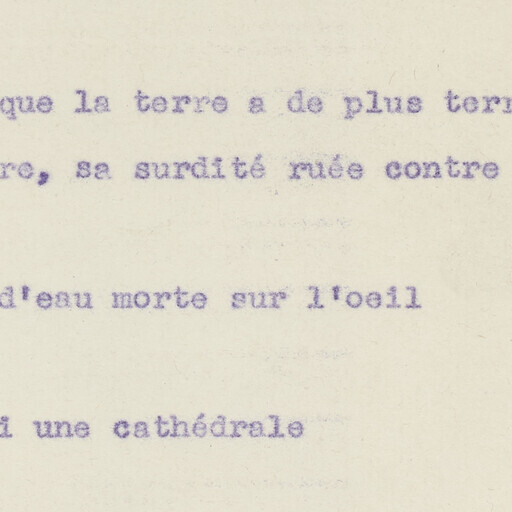 que la terre a de plus terr
re, sa surdité ruée contre
d'eau morte sur l'oeil
i une cathédrale